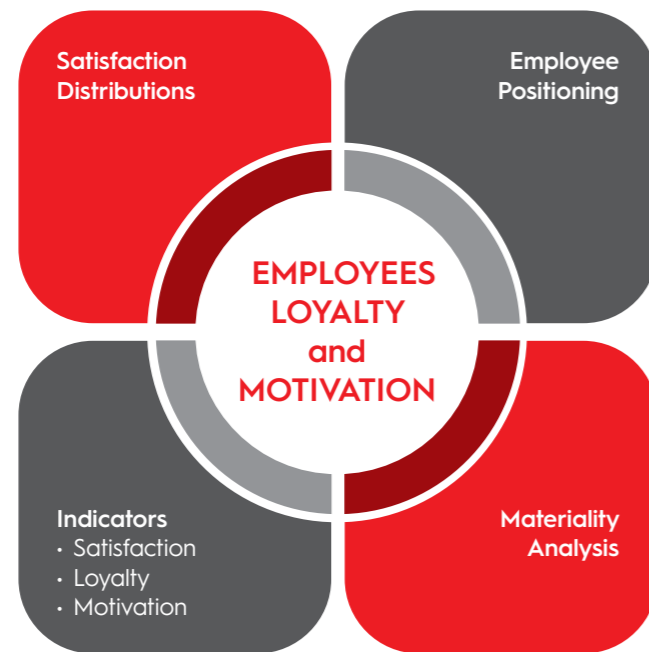 Satisfaction
Distributions
Employee
Positioning
EMPLOYEES
LOYALTY
and
MOTIVATION
Indicators
· Satisfaction
· Loyalty
· Motivation
Materiality
Analysis